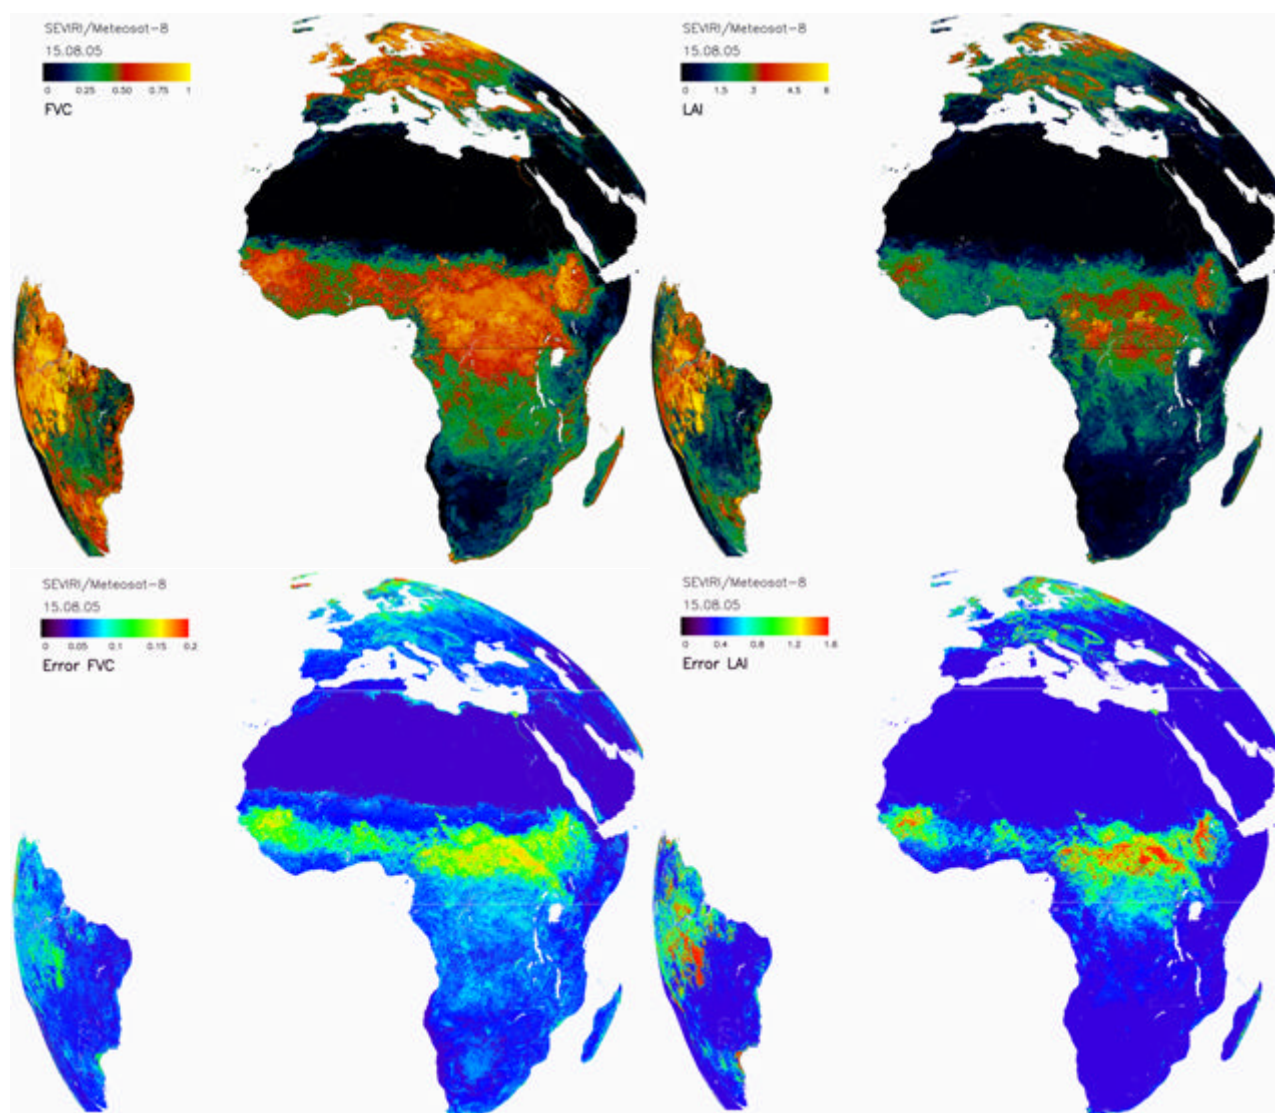 SEVIRI/Meteosat-8
15.08.05
0 0.25 0.50 0.75 1
FVC
SEVIRI/Meteosat-8
15.08.05
0 1.5 3 4.5 6
LAI
SEVIRI/Meteosat-8
15.08.05
0 0.05 0.1 0.15 0.2
Error FVC
SEVIRI/Meteosat-8
15.08.05
0 0.4 0.8 1.2 1.6
Error LAI